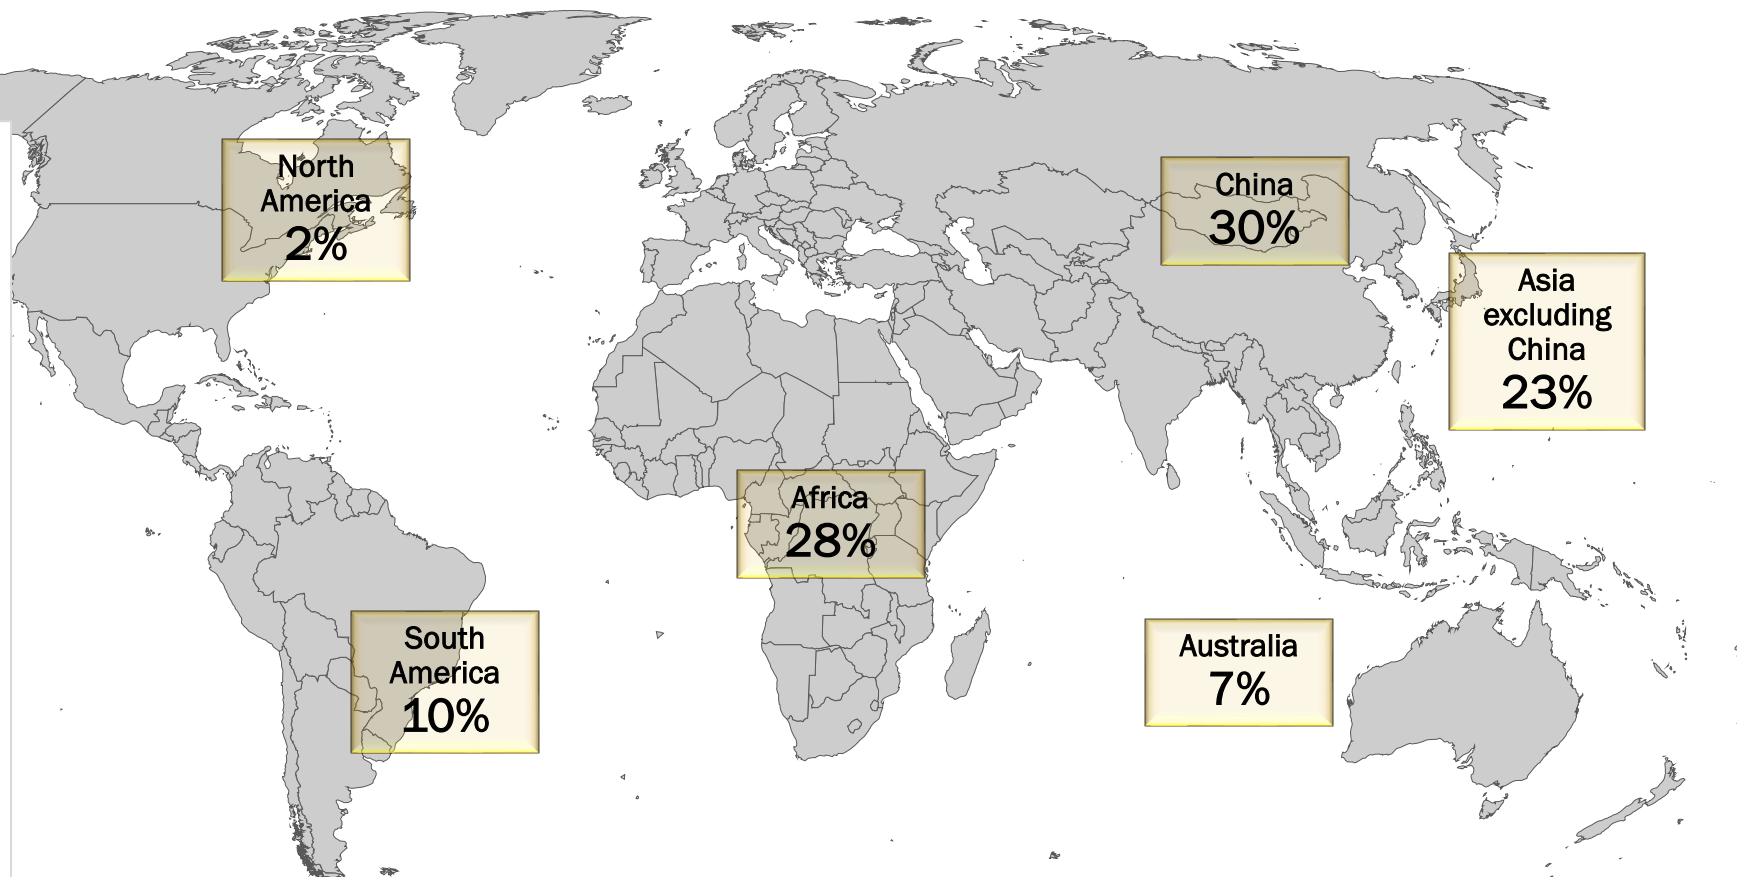 North
America
2%
China
30%
Asia
excluding
China
23%
Africa
28%
South
America
10%
Australia
7%